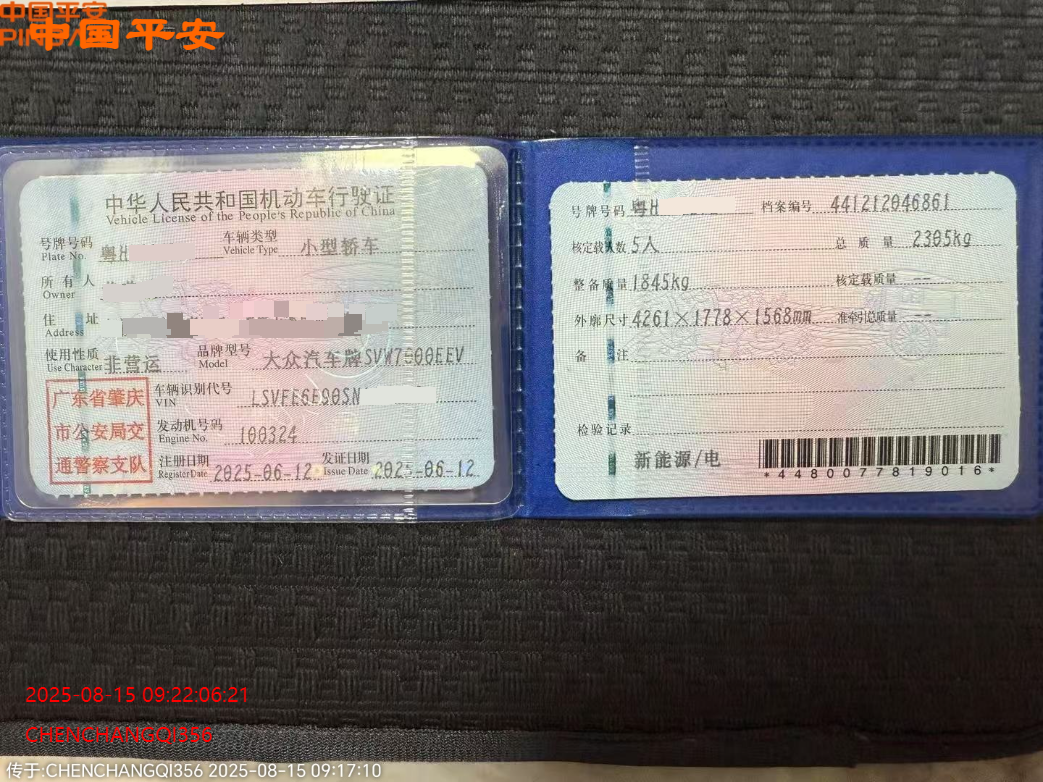 中国平安
中国平安
中华人民共和国机动车行驶证
Vehicle License of the People's Republic of China
号牌号码 粤H 车辆类型 小型轿车
Plate No. Vehicle Type
所有人
Owner
住址
Address
使用性质 非营运 品牌型号 大众汽车牌SVW7000EEV
Use Character Model
广东省肇庆
市公安局交
通警察支队
车辆识别代号 LSVFE6E90SN
VIN
发动机号码 100324
Engine No.
注册日期 2025-06-12 发证日期 2025-06-12
Register Date Issue Date
号牌号码 粤H 档案编号 441212046861
核定载人数 5人 总质量 2305kg
整备质量 1845kg 核定载质量 --
外廓尺寸 4261×1778×1568mm 准牵引总质量 --
备注
检验记录
新能源/电
*4480077819016*
2025-08-15 09:22:06:21
CHENCHANGQI356
传于:CHENCHANGQI356 2025-08-15 09:17:10